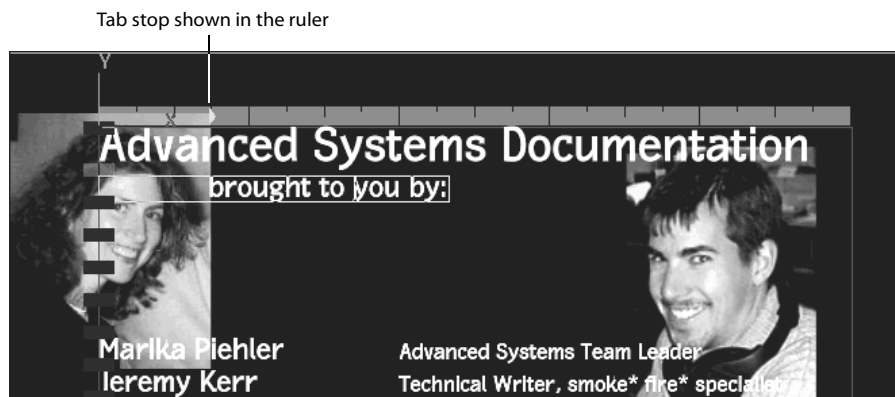 Tab stop shown in the ruler
Y
X
Advanced Systems Documentation
brought to you by:
Marika Piehler
Advanced Systems Team Leader
Jeremy Kerr
Technical Writer, smoke* fire* specialist